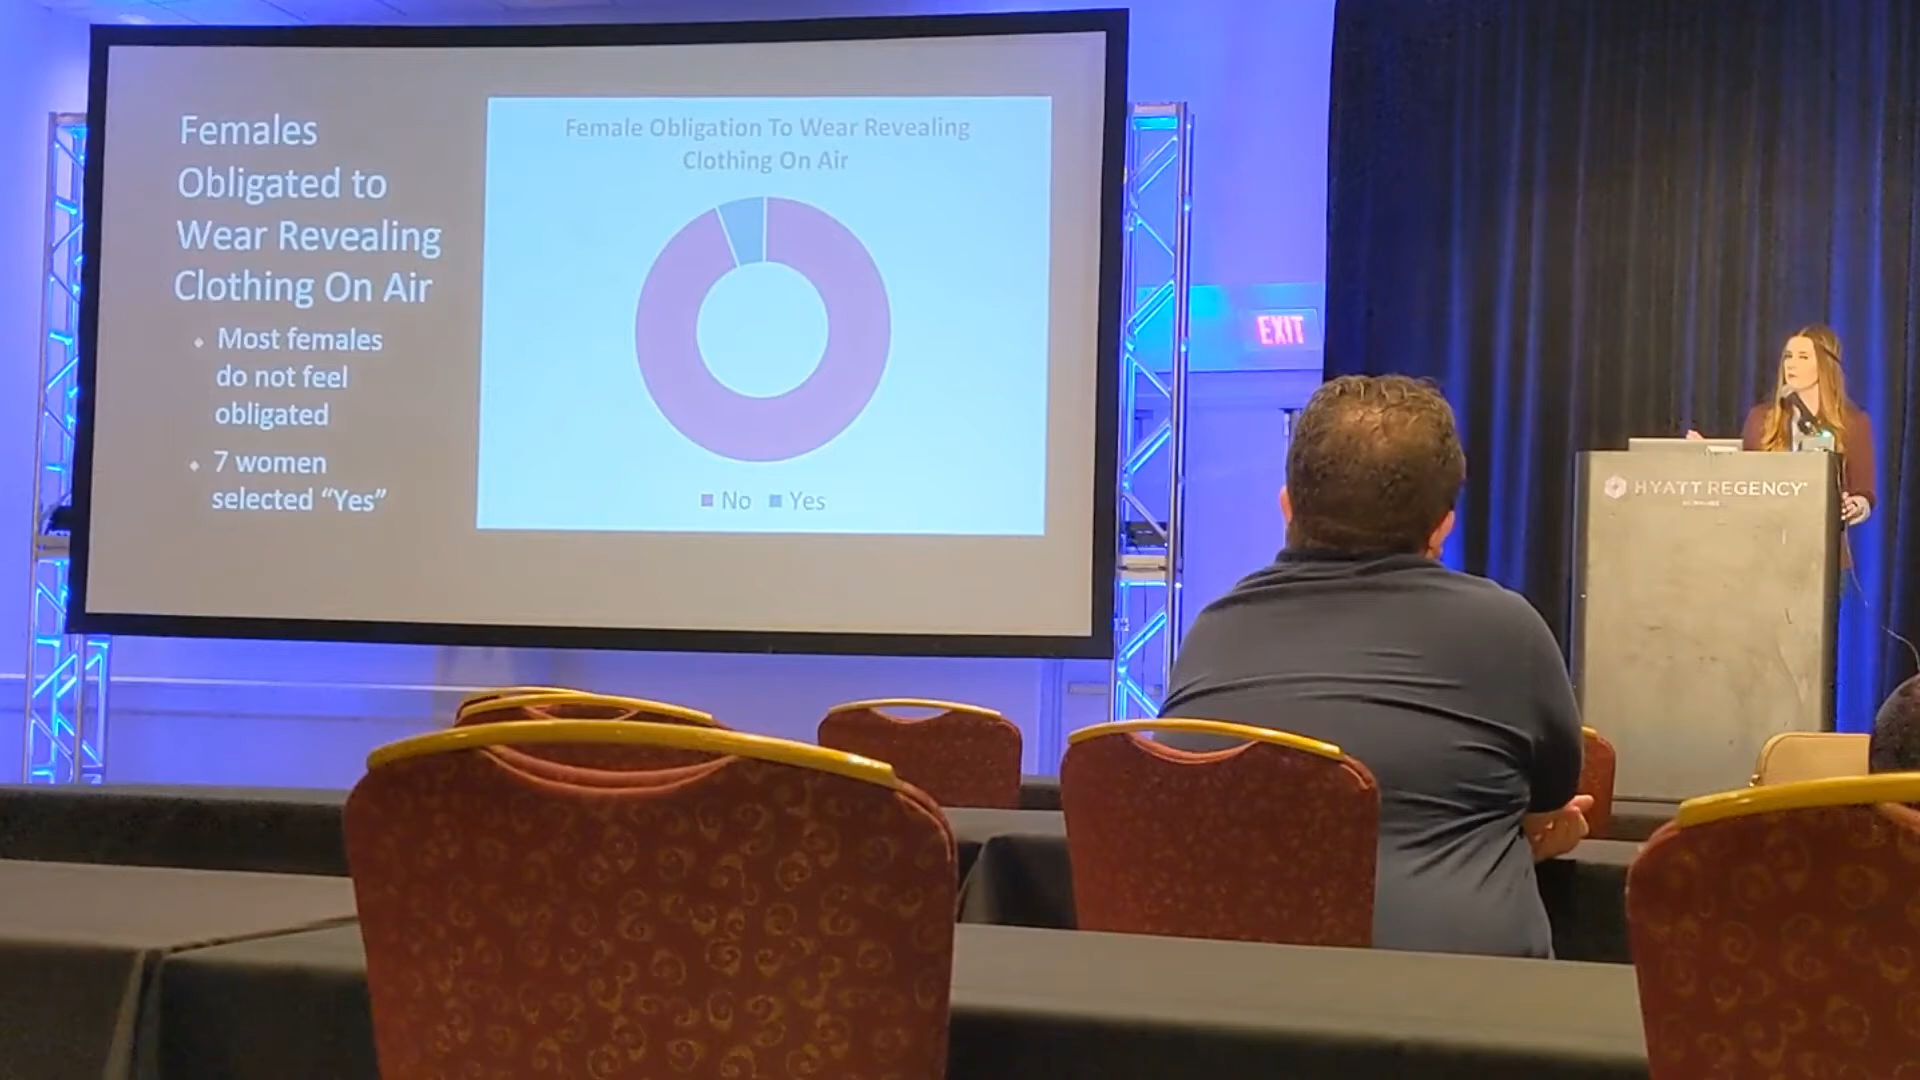 Females
Obligated to
Wear Revealing
Clothing On Air
Most females
do not feel
obligated
7 women
selected “Yes”
Female Obligation To Wear Revealing
Clothing On Air
No Yes
EXIT
HYATT REGENCY